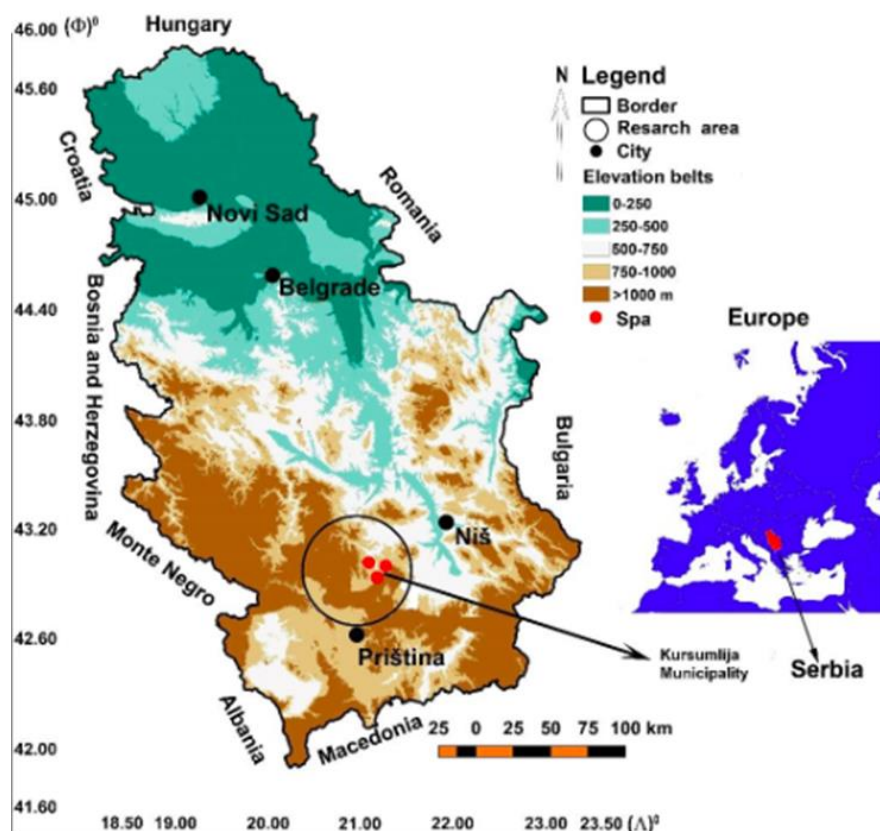 46.00 (Φ)⁰
Hungary
45.60
Croatia
45.00
Novi Sad
Romania
Belgrade
44.40
Bosnia and Herzegovina
43.80
Bulgaria
43.20
Niš
Monte Negro
42.60
Priština
Albania
Macedonia
42.00
41.60
18.50 19.00 20.00 21.00 22.00 23.00 23.50 (Λ)⁰
25 0 25 50 75 100 km
N
Legend
Border
Resarch area
City
Elevation belts
0-250
250-500
500-750
750-1000
>1000 m
Spa
Europe
Kursumlija
Municipality
Serbia